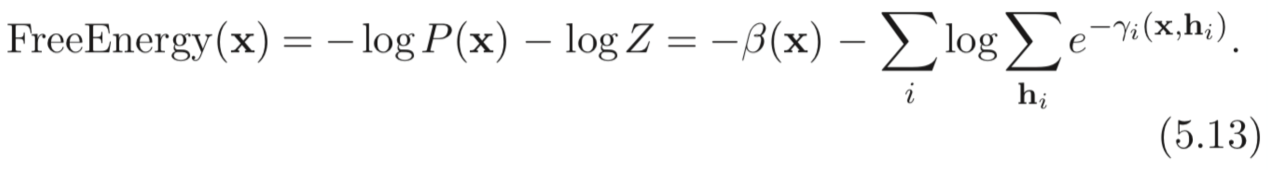 FreeEnergy(x) = − log P(x) − log Z = −β(x) − ∑_i log ∑_{h_i} e^{−γ_i(x,h_i)}.
(5.13)